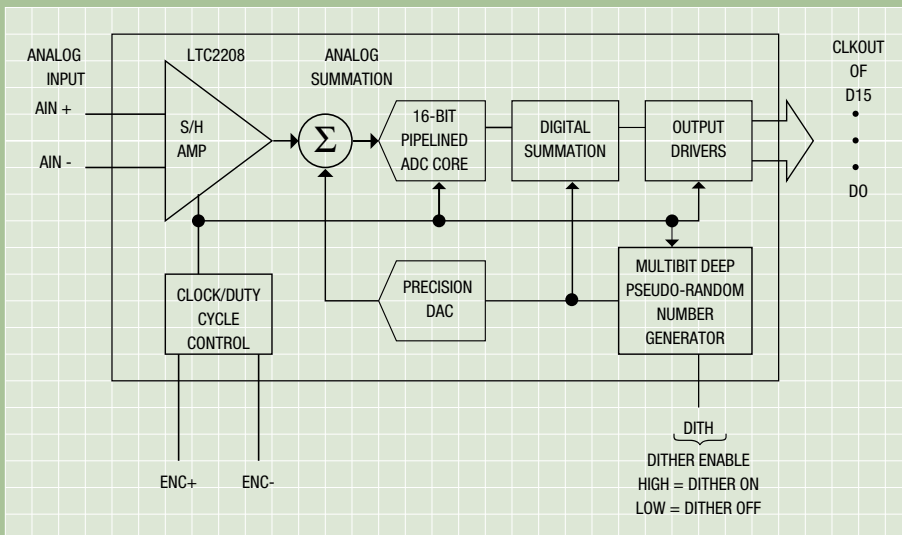 ANALOG
INPUT
AIN +
AIN -
LTC2208
S/H
AMP
ANALOG
SUMMATION
Σ
16-BIT
PIPELINED
ADC CORE
DIGITAL
SUMMATION
OUTPUT
DRIVERS
CLKOUT
OF
D15
•
•
•
DO
CLOCK/DUTY
CYCLE
CONTROL
PRECISION
DAC
MULTIBIT DEEP
PSEUDO-RANDOM
NUMBER
GENERATOR
ENC+
ENC-
DITH
DITHER ENABLE
HIGH = DITHER ON
LOW = DITHER OFF